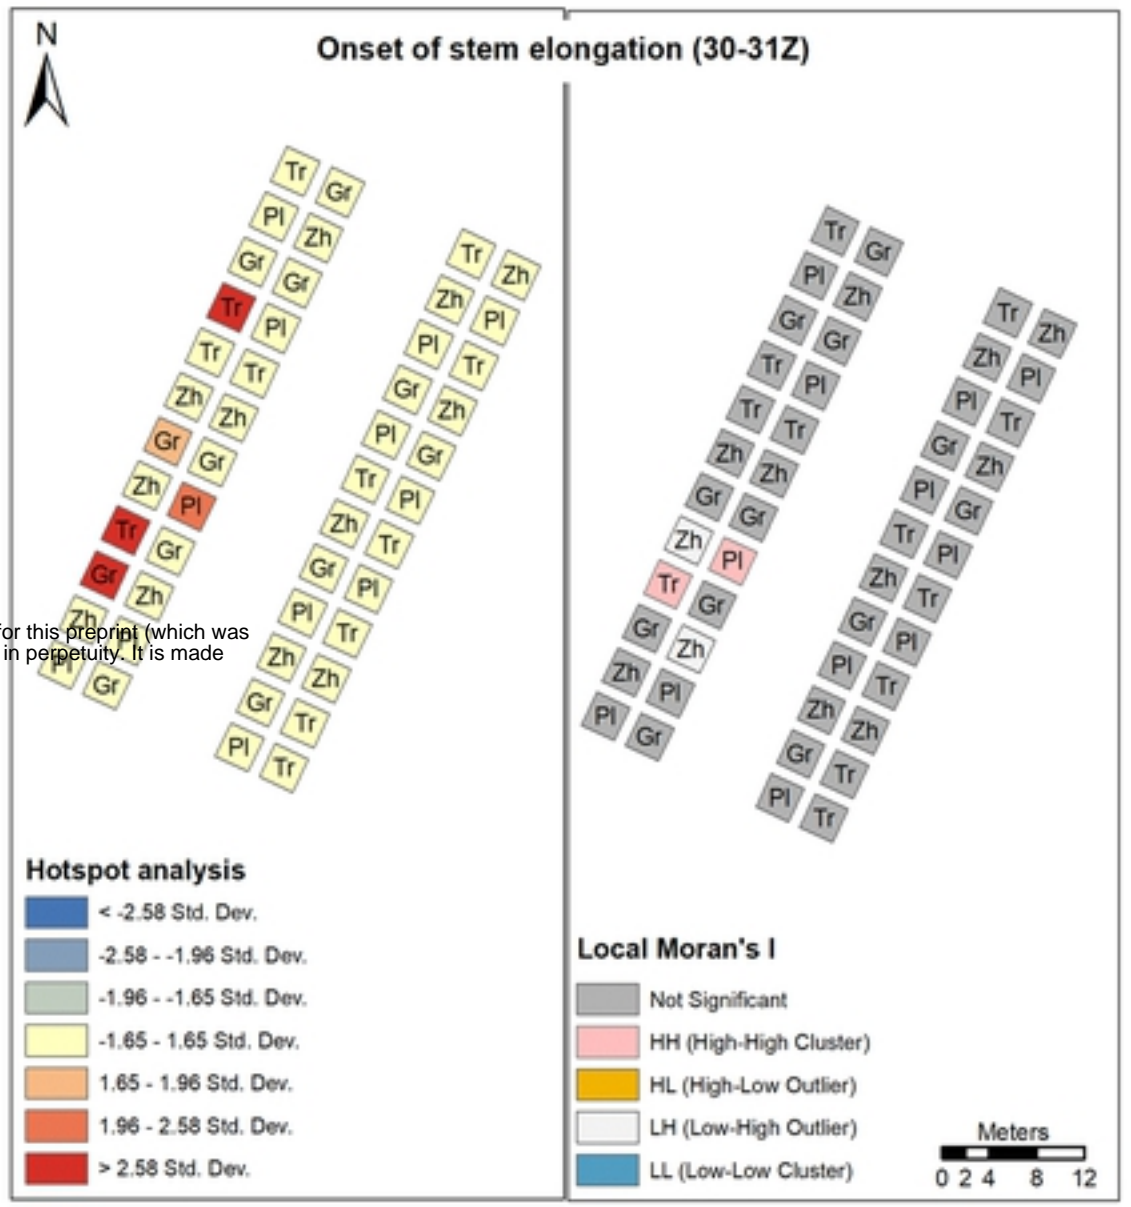 N
Onset of stem elongation (30-31Z)
Tr Gr
Pl Zh
Gr Gr
Tr Pl
Tr Tr
Zh Zh
Gr Gr
Zh Pl
Tr Gr
Gr Zh
Zh Pl
Pl Gr
for this preprint (which was
in perpetuity. It is made
Tr Zh
Zh Pl
Pl Tr
Gr Zh
Pl Gr
Tr Pl
Zh Tr
Gr Pl
Pl Tr
Zh Zh
Gr Tr
Pl Tr
Hotspot analysis
< -2.58 Std. Dev.
-2.58 - -1.96 Std. Dev.
-1.96 - -1.65 Std. Dev.
-1.65 - 1.65 Std. Dev.
1.65 - 1.96 Std. Dev.
1.96 - 2.58 Std. Dev.
> 2.58 Std. Dev.
Tr Gr
Pl Zh
Gr Gr
Tr Pl
Tr Tr
Zh Zh
Gr Gr
Zh Pl
Tr Gr
Gr Zh
Zh Pl
Pl Gr
Tr Zh
Zh Pl
Pl Tr
Gr Zh
Pl Gr
Tr Pl
Zh Tr
Gr Pl
Pl Tr
Zh Zh
Gr Tr
Pl Tr
Local Moran's I
Not Significant
HH (High-High Cluster)
HL (High-Low Outlier)
LH (Low-High Outlier)
LL (Low-Low Cluster)
Meters
0 2 4 8 12